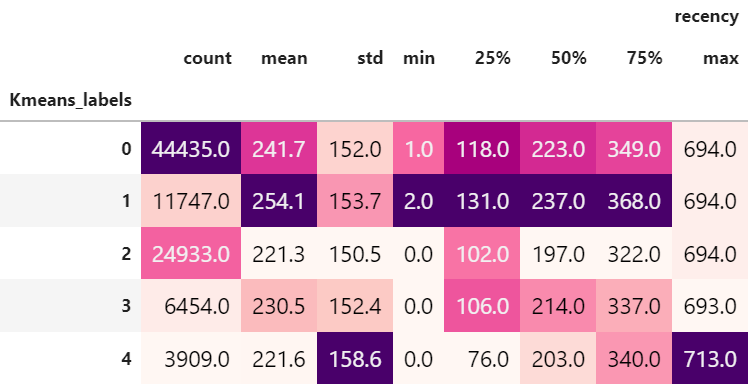 recency
count mean std min 25% 50% 75% max
Kmeans_labels
0 44435.0 241.7 152.0 1.0 118.0 223.0 349.0 694.0
1 11747.0 254.1 153.7 2.0 131.0 237.0 368.0 694.0
2 24933.0 221.3 150.5 0.0 102.0 197.0 322.0 694.0
3 6454.0 230.5 152.4 0.0 106.0 214.0 337.0 693.0
4 3909.0 221.6 158.6 0.0 76.0 203.0 340.0 713.0